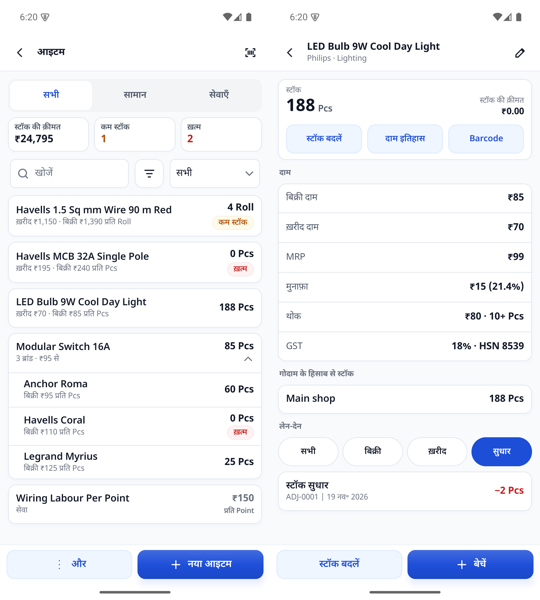 6:20
आइटम
सभी
सामान
सेवाएँ
स्टॉक की क़ीमत
₹24,795
कम स्टॉक
1
ख़त्म
2
खोजें
सभी
Havells 1.5 Sq mm Wire 90 m Red
4 Roll
ख़रीद ₹1,150 · बिक्री ₹1,390 प्रति Roll
कम स्टॉक
Havells MCB 32A Single Pole
0 Pcs
ख़रीद ₹195 · बिक्री ₹240 प्रति Pcs
ख़त्म
LED Bulb 9W Cool Day Light
188 Pcs
ख़रीद ₹70 · बिक्री ₹85 प्रति Pcs
Modular Switch 16A
85 Pcs
3 ब्रांड · ₹95 से
Anchor Roma
60 Pcs
बिक्री ₹95 प्रति Pcs
Havells Coral
0 Pcs
बिक्री ₹110 प्रति Pcs
ख़त्म
Legrand Myrius
25 Pcs
बिक्री ₹125 प्रति Pcs
Wiring Labour Per Point
₹150
सेवा
प्रति Point
और
नया आइटम
6:20
LED Bulb 9W Cool Day Light
Philips · Lighting
स्टॉक
188 Pcs
स्टॉक की क़ीमत
₹0.00
स्टॉक बदलें
दाम इतिहास
Barcode
दाम
बिक्री दाम
₹85
ख़रीद दाम
₹70
MRP
₹99
मुनाफ़ा
₹15 (21.4%)
थोक
₹80 · 10+ Pcs
GST
18% · HSN 8539
गोदाम के हिसाब से स्टॉक
Main shop
188 Pcs
लेन-देन
सभी
बिक्री
ख़रीद
सुधार
स्टॉक सुधार
−2 Pcs
ADJ-0001 | 19 नव॰ 2026
स्टॉक बदलें
बेचें